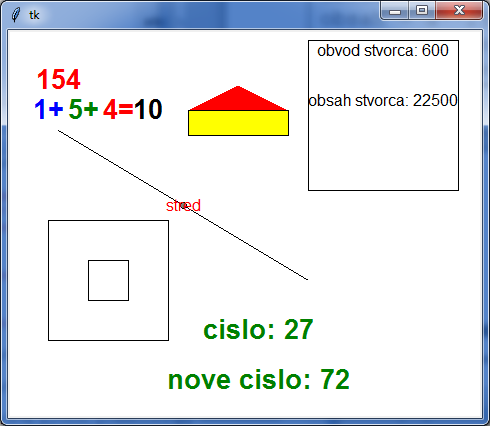 tk
obvod stvorca: 600
154
obsah stvorca: 22500
1+ 5+ 4=10
stred
cislo: 27
nove cislo: 72